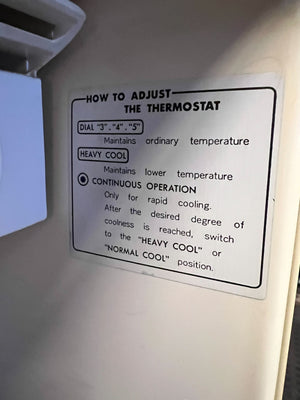 HOW TO ADJUST
THE THERMOSTAT
DIAL "3" . "4" . "5"
Maintains ordinary temperature
HEAVY COOL
Maintains lower temperature
CONTINUOUS OPERATION
Only for rapid cooling.
After the desired degree of
coolness is reached, switch
to the "HEAVY COOL" or
"NORMAL COOL" position.